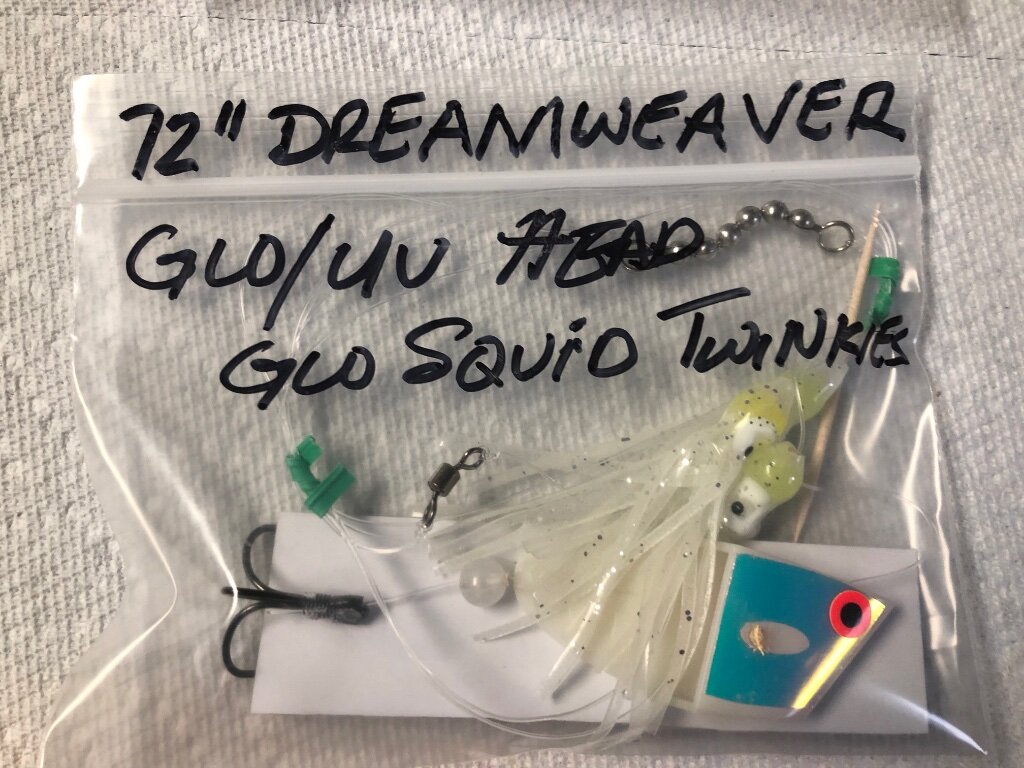 72" DREAMWEAVER
GLO/UV HEAD
GLO SQUID TWINKIES